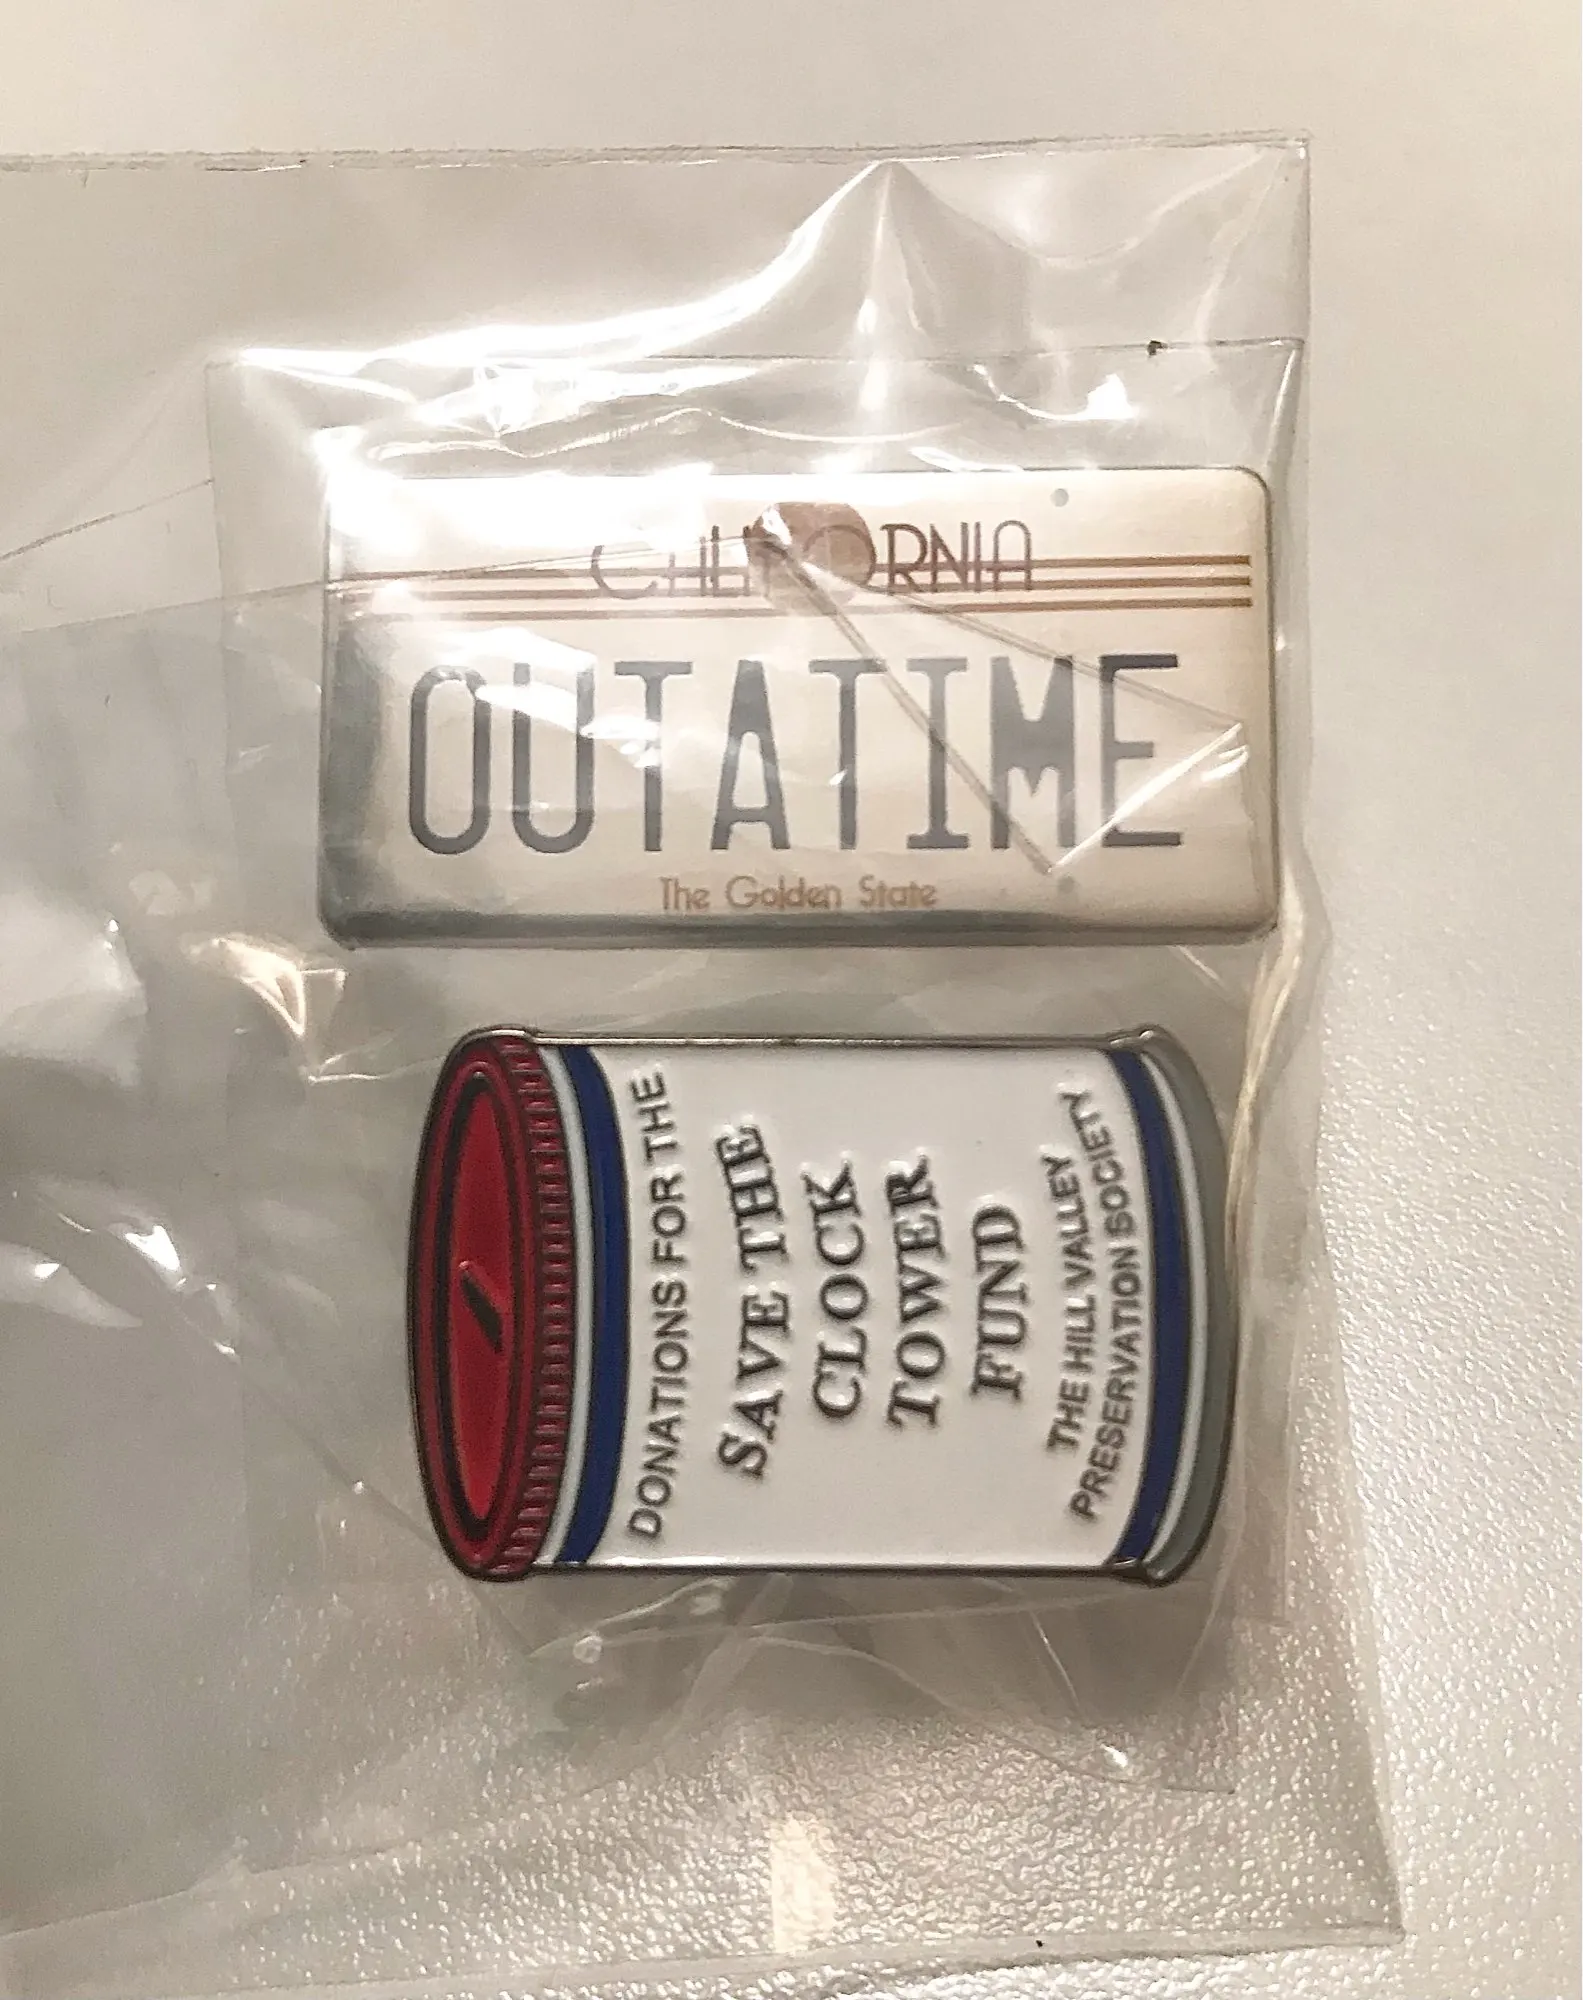 CALIFORNIA
OUTATIME
The Golden State
DONATIONS FOR THE
SAVE THE
CLOCK
TOWER
FUND
THE HILL VALLEY
PRESERVATION SOCIETY